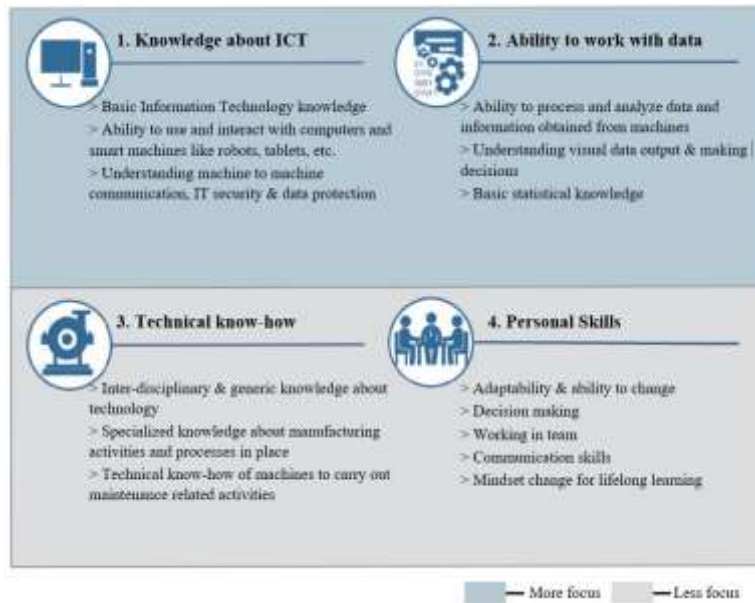 1. Knowledge about ICT
> Basic Information Technology knowledge
> Ability to use and interact with computers and
smart machines like robots, tablets, etc.
> Understanding machine to machine
communication, IT security & data protection
2. Ability to work with data
> Ability to process and analyze data and
information obtained from machines
> Understanding visual data output & making
decisions
> Basic statistical knowledge
3. Technical know-how
> Inter-disciplinary & generic knowledge about
technology
> Specialized knowledge about manufacturing
activities and processes in place
> Technical know-how of machines to carry out
maintenance related activities
4. Personal Skills
> Adaptability & ability to change
> Decision making
> Working in team
> Communication skills
> Mindset change for lifelong learning
More focus
Less focus